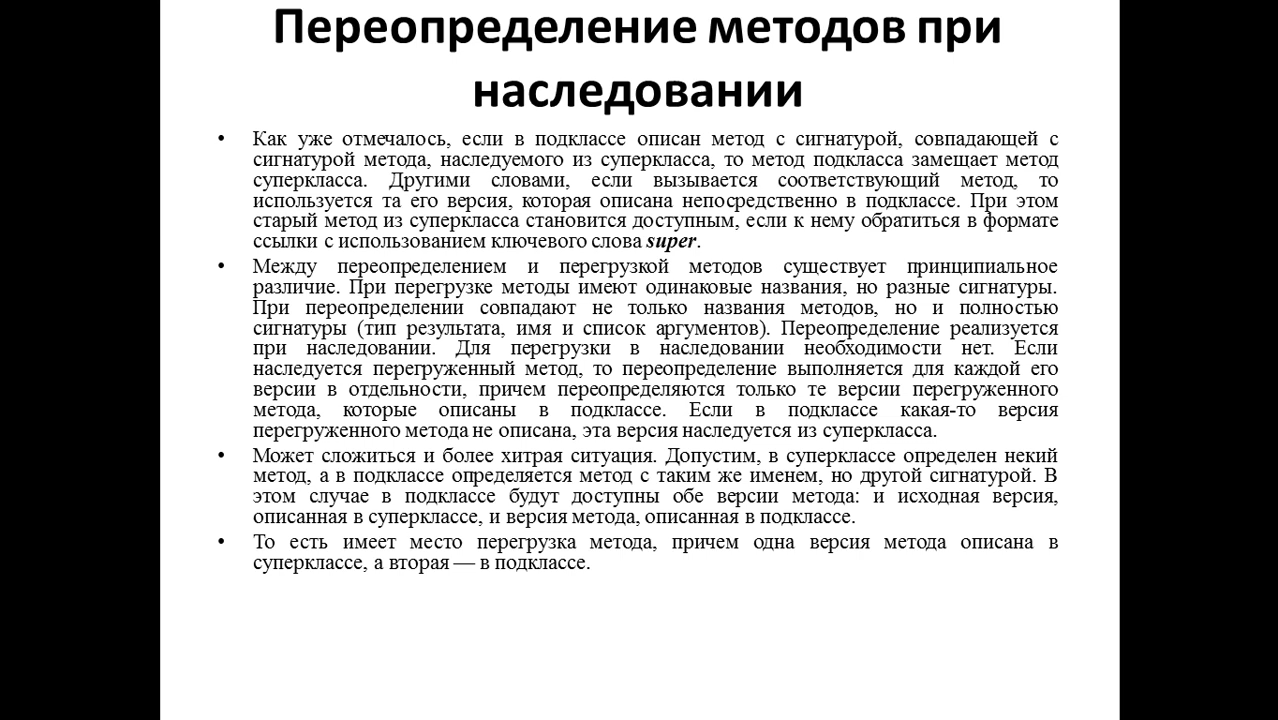 Переопределение методов при
наследовании
• Как уже отмечалось, если в подклассе описан метод с сигнатурой, совпадающей с
сигнатурой метода, наследуемого из суперкласса, то метод подкласса замещает метод
суперкласса. Другими словами, если вызывается соответствующий метод, то
используется та его версия, которая описана непосредственно в подклассе. При этом
старый метод из суперкласса становится доступным, если к нему обратиться в формате
ссылки с использованием ключевого слова super.
• Между переопределением и перегрузкой методов существует принципиальное
различие. При перегрузке методы имеют одинаковые названия, но разные сигнатуры.
При переопределении совпадают не только названия методов, но и полностью
сигнатуры (тип результата, имя и список аргументов). Переопределение реализуется
при наследовании. Для перегрузки в наследовании необходимости нет. Если
наследуется перегруженный метод, то переопределение выполняется для каждой его
версии в отдельности, причем переопределяются только те версии перегруженного
метода, которые описаны в подклассе. Если в подклассе какая-то версия
перегруженного метода не описана, эта версия наследуется из суперкласса.
• Может сложиться и более хитрая ситуация. Допустим, в суперклассе определен некий
метод, а в подклассе определяется метод с таким же именем, но другой сигнатурой. В
этом случае в подклассе будут доступны обе версии метода: и исходная версия,
описанная в суперклассе, и версия метода, описанная в подклассе.
• То есть имеет место перегрузка метода, причем одна версия метода описана в
суперклассе, а вторая — в подклассе.